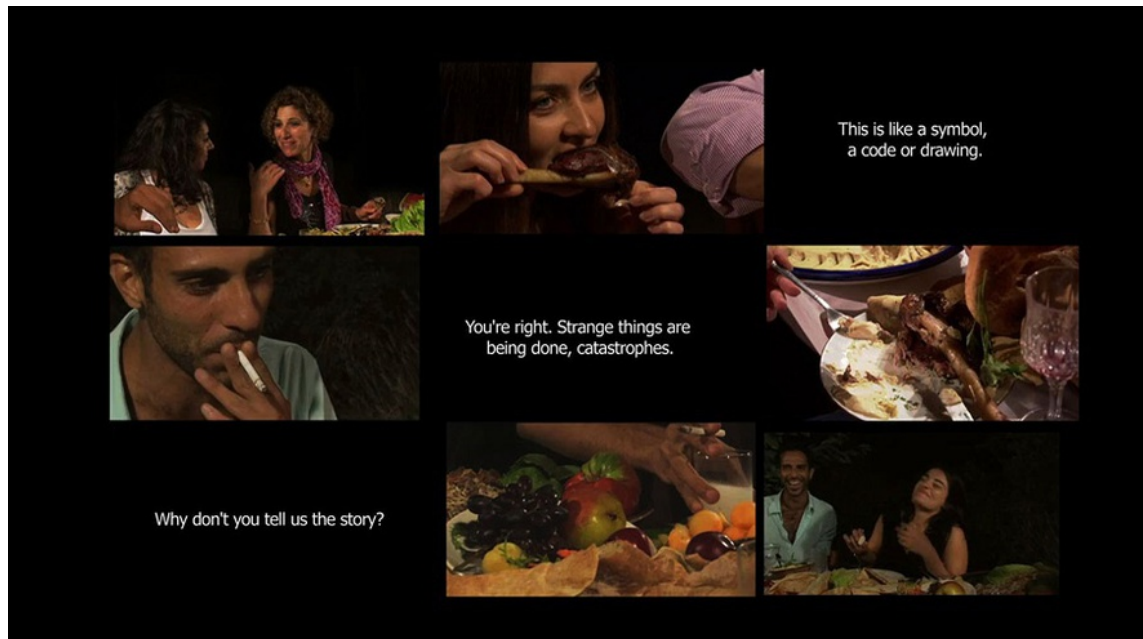 This is like a symbol,
a code or drawing.
You're right. Strange things are
being done, catastrophes.
Why don't you tell us the story?